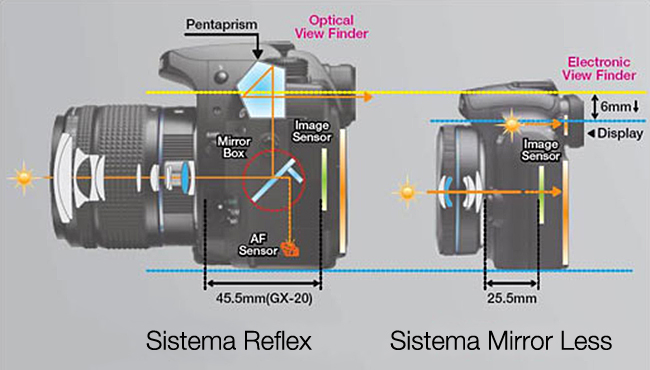 Pentaprism
Optical
View Finder
Electronic
View Finder
6mm↓
Display
Image
Sensor
Mirror
Box
Image
Sensor
AF
Sensor
45.5mm(GX-20)
25.5mm
Sistema Reflex
Sistema Mirror Less